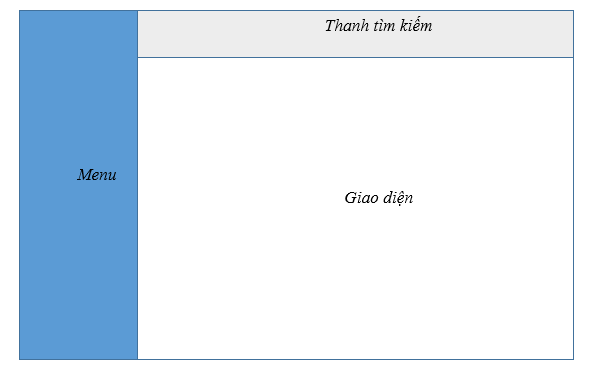 Thanh tìm kiếm
Menu
Giao diện